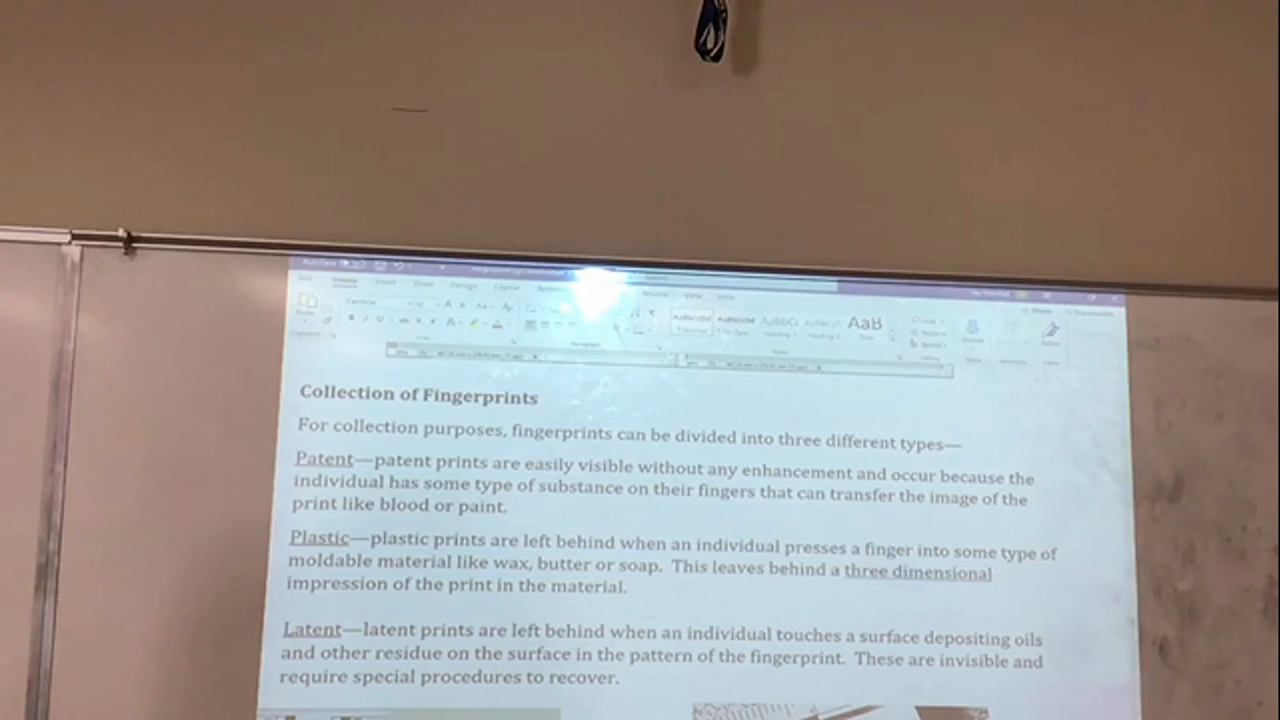 AaB
Collection of Fingerprints
For collection purposes, fingerprints can be divided into three different types—
Patent—patent prints are easily visible without any enhancement and occur because the
individual has some type of substance on their fingers that can transfer the image of the
print like blood or paint.
Plastic—plastic prints are left behind when an individual presses a finger into some type of
moldable material like wax, butter or soap.  This leaves behind a three dimensional
impression of the print in the material.
Latent—latent prints are left behind when an individual touches a surface depositing oils
and other residue on the surface in the pattern of the fingerprint.  These are invisible and
require special procedures to recover.